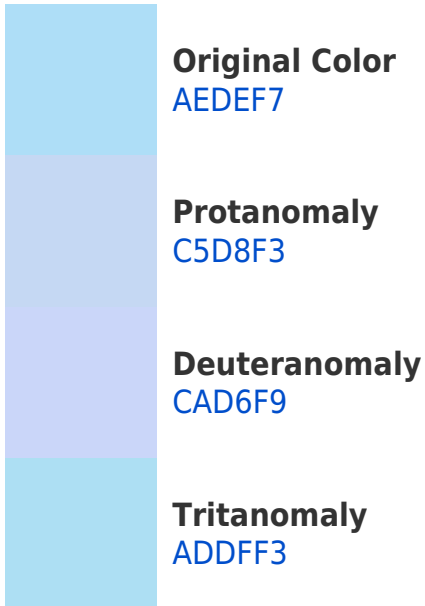 Original Color
AEDEF7
Protanomaly
C5D8F3
Deuteranomaly
CAD6F9
Tritanomaly
ADDFF3